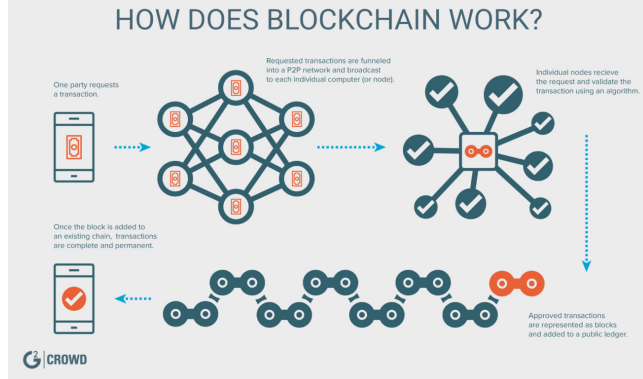 HOW DOES BLOCKCHAIN WORK?
One party requests
a transaction.
Requested transactions are funneled
into a P2P network and broadcast
to each individual computer (or node).
Individual nodes recieve
the request and validate the
transaction using an algorithm.
Once the block is added to
an existing chain, transactions
are complete and permanent.
Approved transactions
are represented as blocks
and added to a public ledger.
G2 CROWD